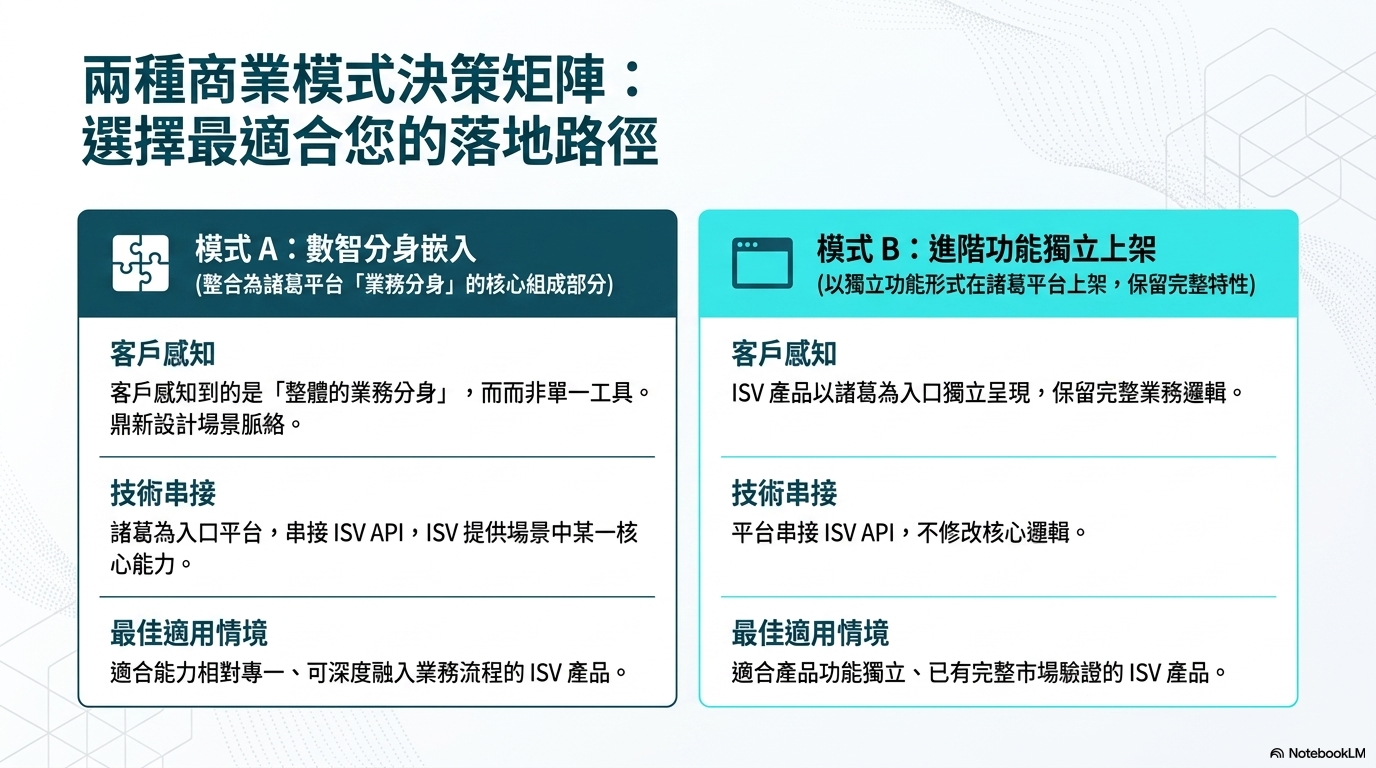 兩種商業模式決策矩陣：
選擇最適合您的落地路徑
模式 A：數智分身嵌入
(整合為諸葛平台「業務分身」的核心組成部分)
客戶感知
客戶感知到的是「整體的業務分身」，而而非單一工具。
鼎新設計場景脈絡。
技術串接
諸葛為入口平台，串接 ISV API，ISV 提供場景中某一核
心能力。
最佳適用情境
適合能力相對專一、可深度融入業務流程的 ISV 產品。
模式 B：進階功能獨立上架
(以獨立功能形式在諸葛平台上架，保留完整特性)
客戶感知
ISV 產品以諸葛為入口獨立呈現，保留完整業務邏輯。
技術串接
平台串接 ISV API，不修改核心邏輯。
最佳適用情境
適合產品功能獨立、已有完整市場驗證的 ISV 產品。
NotebookLM